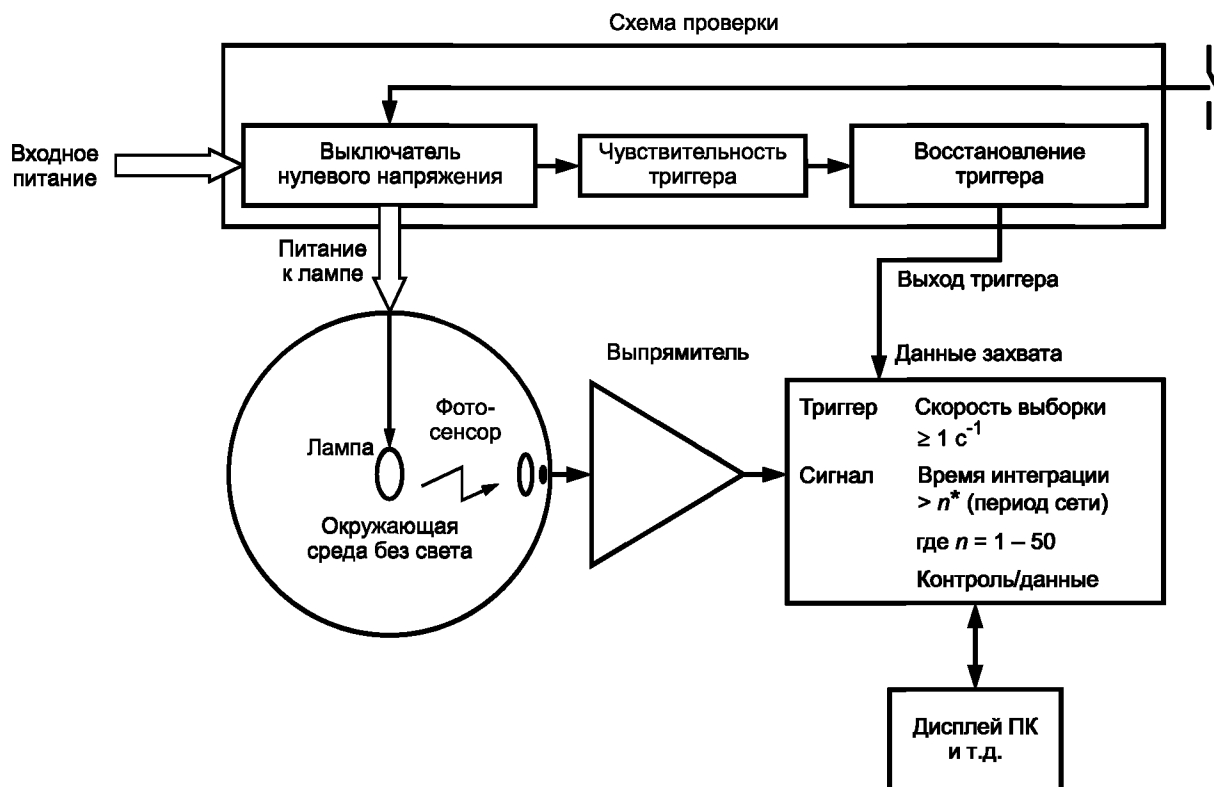 Схема проверки
Входное
питание
Выключатель
нулевого напряжения
Чувствительность
триггера
Восстановление
триггера
Питание
к лампе
Выход триггера
Выпрямитель
Данные захвата
Фото-
сенсор
Лампа
Окружающая
среда без света
Триггер Скорость выборки
≥ 1 с⁻¹
Сигнал Время интеграции
> n* (период сети)
где n = 1 – 50
Контроль/данные
Дисплей ПК
и т.д.